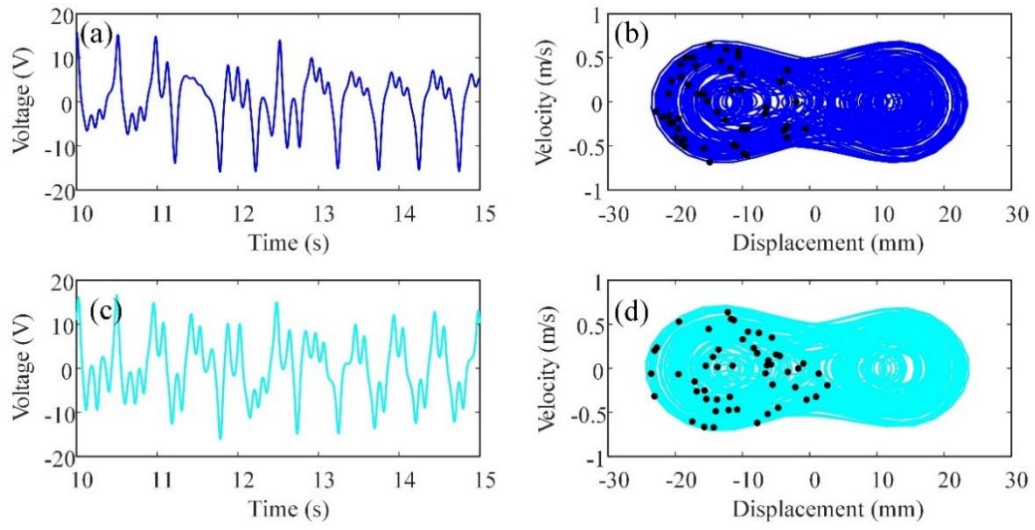 (a)
20
10
0
-10
-20
Voltage (V)
10 11 12 13 14 15
Time (s)
(b)
1
0.5
0
-0.5
-1
Velocity (m/s)
-30 -20 -10 0 10 20 30
Displacement (mm)
(c)
20
10
0
-10
-20
Voltage (V)
10 11 12 13 14 15
Time (s)
(d)
1
0.5
0
-0.5
-1
Velocity (m/s)
-30 -20 -10 0 10 20 30
Displacement (mm)